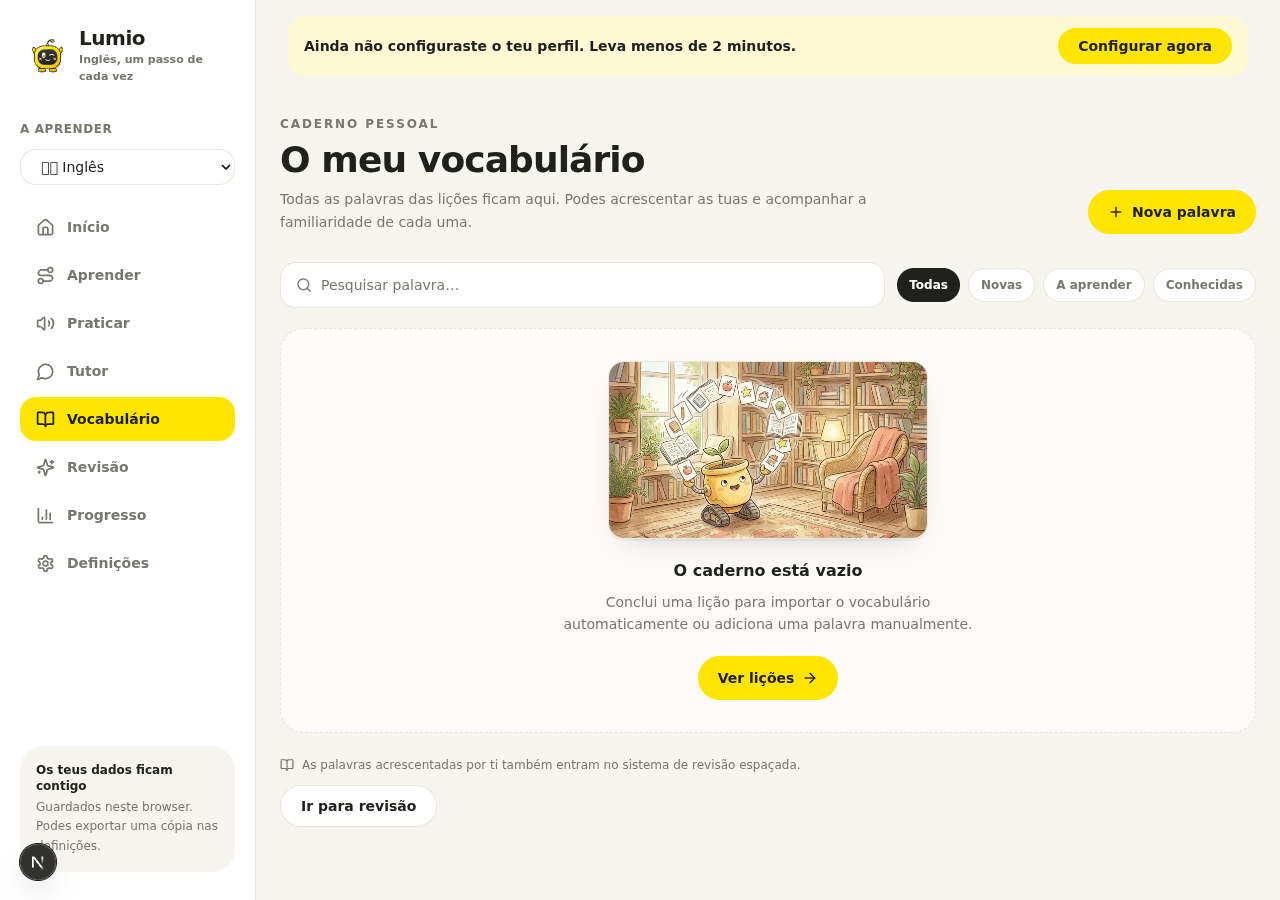 Lumio
Inglês, um passo de
cada vez
A APRENDER
Inglês
Início
Aprender
Praticar
Tutor
Vocabulário
Revisão
Progresso
Definições
Os teus dados ficam
contigo
Guardados neste browser.
Podes exportar uma cópia nas
definições.
N
Ainda não configuraste o teu perfil. Leva menos de 2 minutos.
Configurar agora
CADERNO PESSOAL
O meu vocabulário
Todas as palavras das lições ficam aqui. Podes acrescentar as tuas e acompanhar a
familiaridade de cada uma.
Nova palavra
Pesquisar palavra…
Todas
Novas
A aprender
Conhecidas
O caderno está vazio
Conclui uma lição para importar o vocabulário
automaticamente ou adiciona uma palavra manualmente.
Ver lições
As palavras acrescentadas por ti também entram no sistema de revisão espaçada.
Ir para revisão